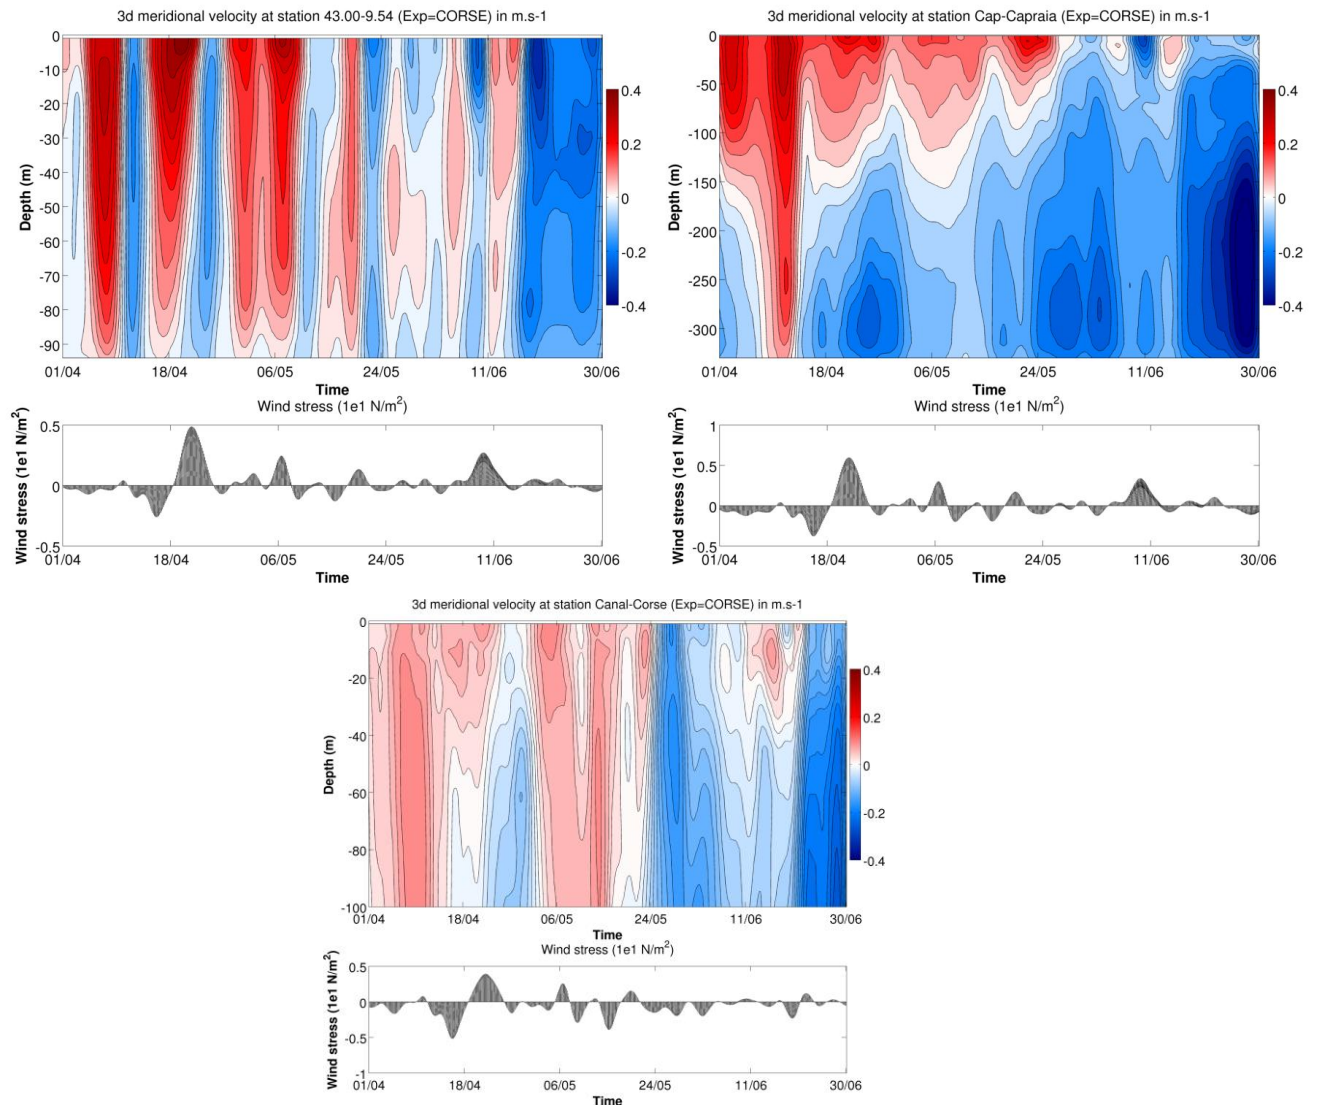 3d meridional velocity at station 43.00-9.54 (Exp=CORSE) in m.s-1
0
-10
-20
-30
-40
-50
-60
-70
-80
-90
Depth (m)
01/04 18/04 06/05 24/05 11/06 30/06
Time
0.4
0.2
0
-0.2
-0.4
Wind stress (1e1 N/m²)
Wind stress (1e1 N/m²)
0.5
0
-0.5
01/04 18/04 06/05 24/05 11/06 30/06
Time
3d meridional velocity at station Cap-Capraia (Exp=CORSE) in m.s-1
0
-50
-100
-150
-200
-250
-300
Depth (m)
01/04 18/04 06/05 24/05 11/06 30/06
Time
0.4
0.2
0
-0.2
-0.4
Wind stress (1e1 N/m²)
Wind stress (1e1 N/m²)
1
0.5
0
-0.5
01/04 18/04 06/05 24/05 11/06 30/06
Time
3d meridional velocity at station Canal-Corse (Exp=CORSE) in m.s-1
0
-20
-40
-60
-80
-100
Depth (m)
01/04 18/04 06/05 24/05 11/06 30/06
Time
0.4
0.2
0
-0.2
-0.4
Wind stress (1e1 N/m²)
Wind stress (1e1 N/m²)
0.5
0
-0.5
-1
01/04 18/04 06/05 24/05 11/06 30/06
Time